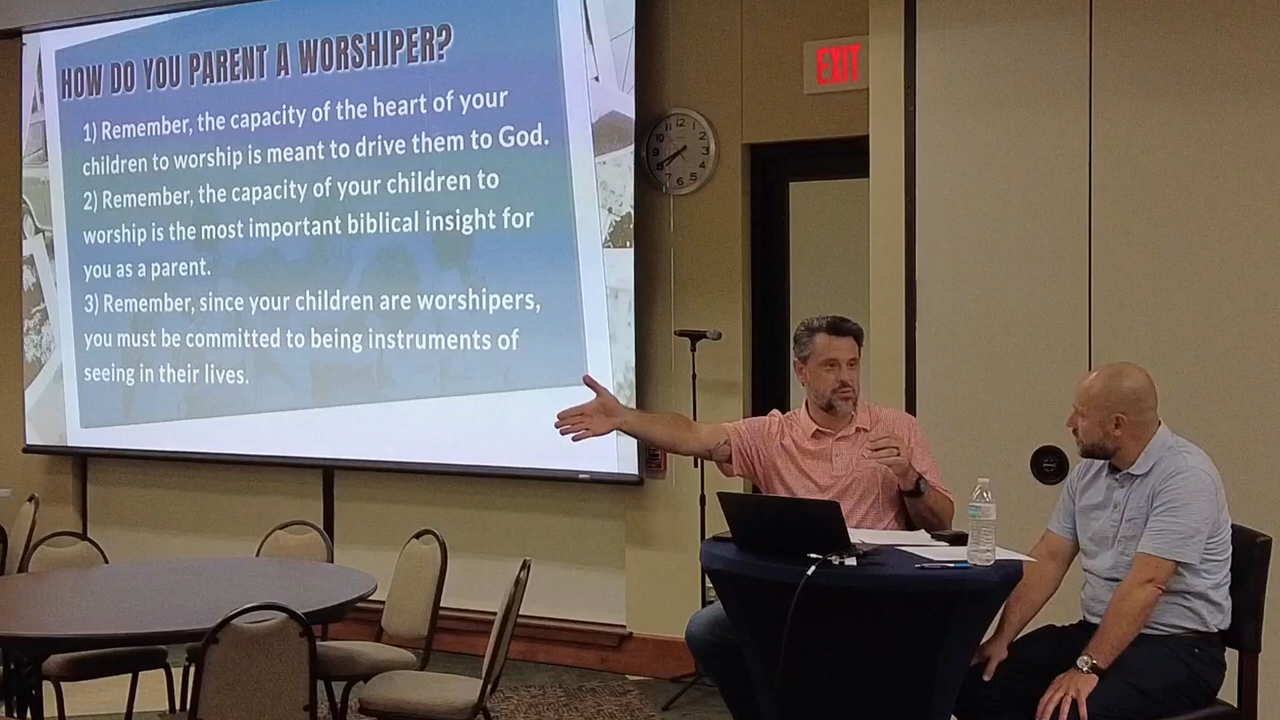 HOW DO YOU PARENT A WORSHIPER?
1) Remember, the capacity of the heart of your
children to worship is meant to drive them to God.
2) Remember, the capacity of your children to
worship is the most important biblical insight for
you as a parent.
3) Remember, since your children are worshipers,
you must be committed to being instruments of
seeing in their lives.
EXIT